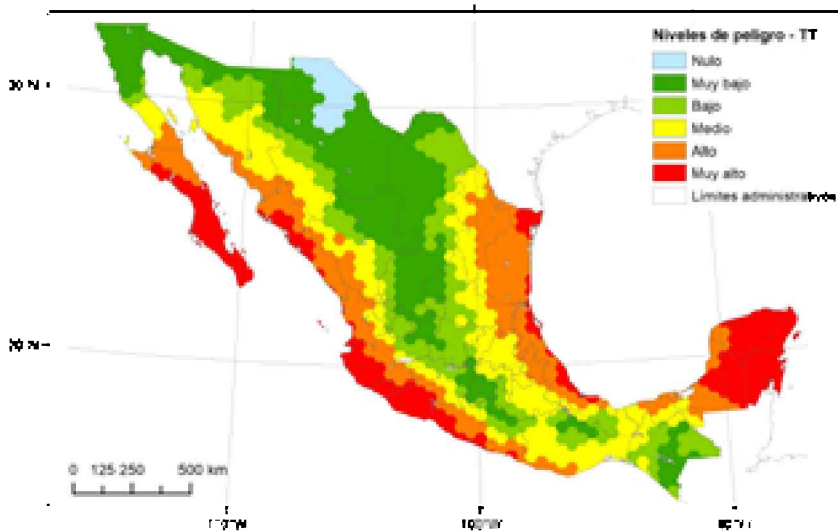 Niveles de peligro - TT
Nulo
Muy bajo
Bajo
Medio
Alto
Muy alto
Límites administrativos
0 125 250 500 km